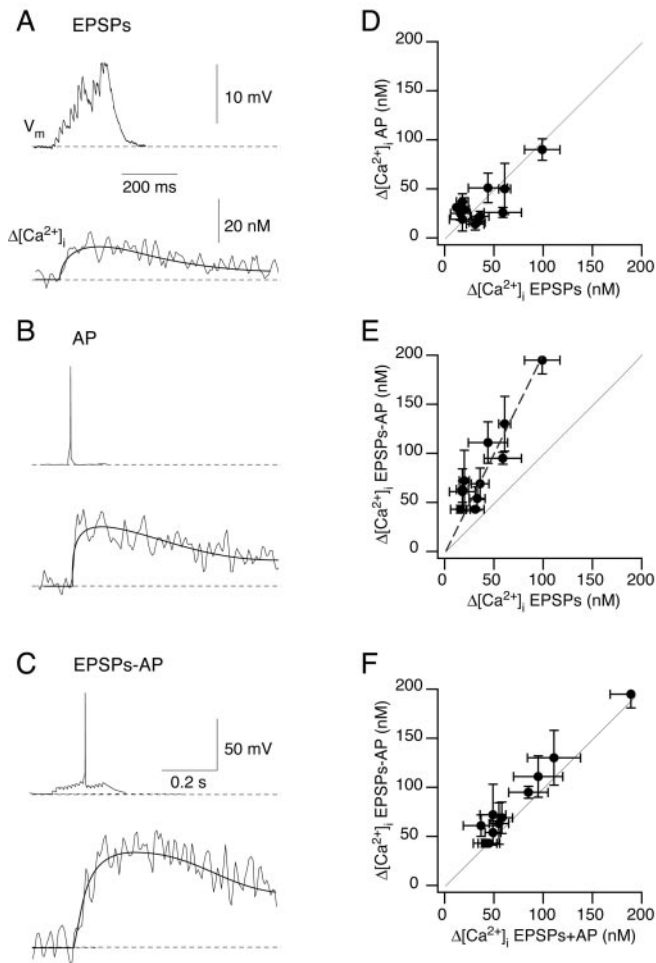 A EPSPs
10 mV
Vm
200 ms
20 nM
Δ[Ca²⁺]i
B AP
C EPSPs-AP
50 mV
0.2 s
D
200
150
100
50
0
Δ[Ca²⁺]i AP (nM)
0 50 100 150 200
Δ[Ca²⁺]i EPSPs (nM)
E
200
150
100
50
0
Δ[Ca²⁺]i EPSPs-AP (nM)
0 50 100 150 200
Δ[Ca²⁺]i EPSPs (nM)
F
200
150
100
50
0
Δ[Ca²⁺]i EPSPs-AP (nM)
0 50 100 150 200
Δ[Ca²⁺]i EPSPs+AP (nM)